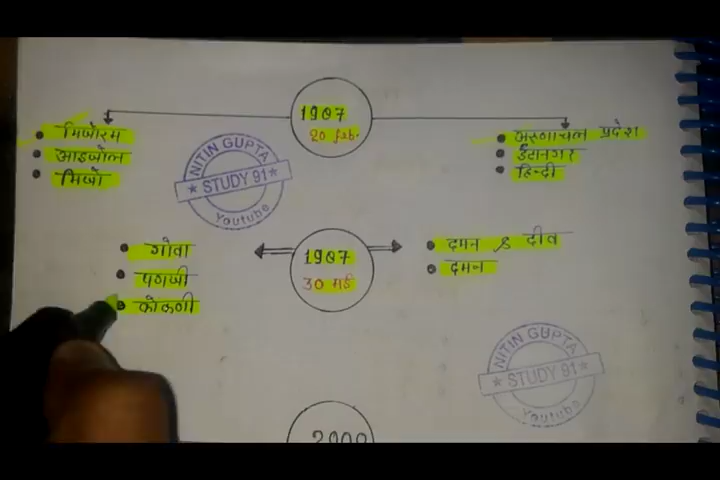 1987
20 feb.
मिजोरम
आइजोल
मिजो
अरुणाचल प्रदेश
ईटानगर
हिन्दी
NITIN GUPTA
STUDY 91
Youtube
1987
30 मई
गोवा
पणजी
कोंकणी
दमन & दीव
दमन
NITIN GUPTA
STUDY 91
Youtube
2000